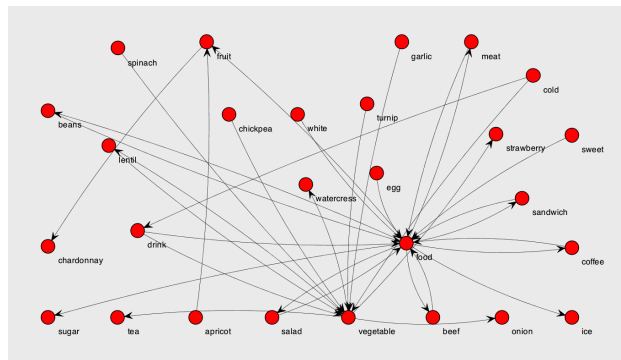 spinach
fruit
garlic
meat
cold
beans
chickpea
white
turnip
strawberry
sweet
lentil
watercress
egg
sandwich
chardonnay
drink
food
coffee
sugar
tea
apricot
salad
vegetable
beef
onion
ice